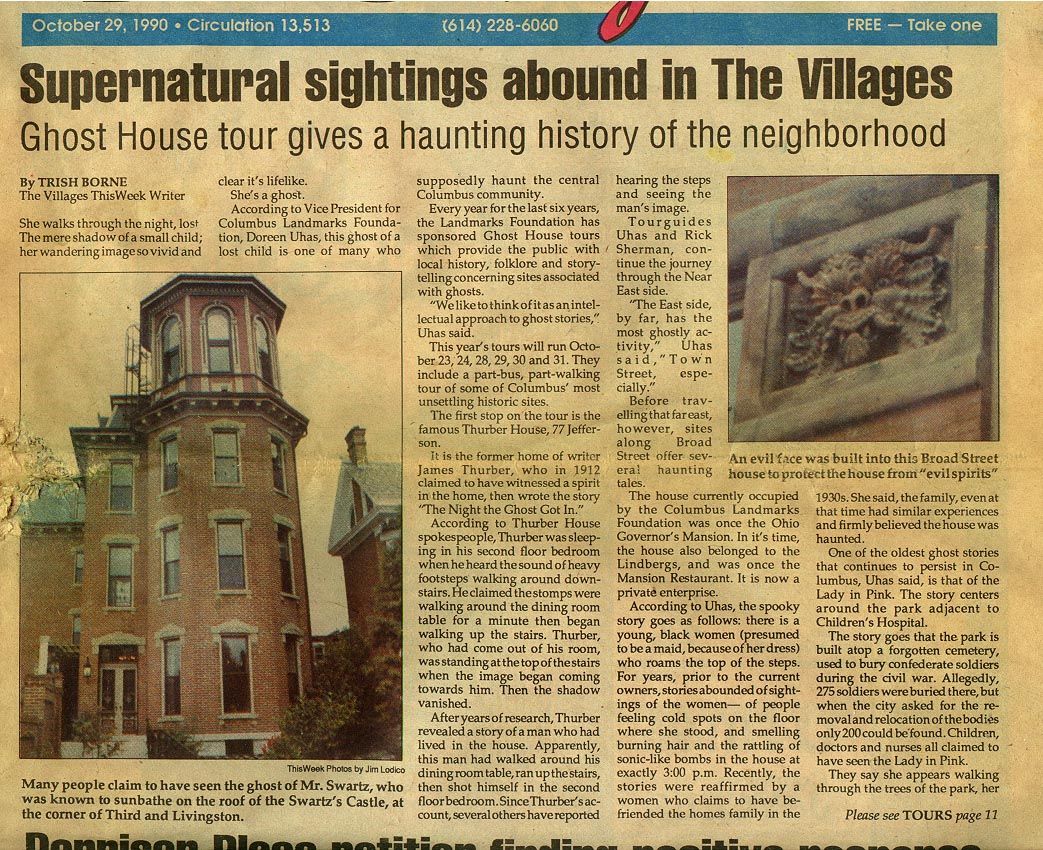 October 29, 1990 • Circulation 13,513
(614) 228-6060
FREE — Take one
Supernatural sightings abound in The Villages
Ghost House tour gives a haunting history of the neighborhood
By TRISH BORNE
The Villages ThisWeek Writer
She walks through the night, lost
The mere shadow of a small child;
her wandering image so vivid and
clear it's lifelike.
She's a ghost.
According to Vice President for
Columbus Landmarks Founda-
tion, Doreen Uhas, this ghost of a
lost child is one of many who
supposedly haunt the central
Columbus community.
Every year for the last six years,
the Landmarks Foundation has
sponsored Ghost House tours
which provide the public with
local history, folklore and story-
telling concerning sites associated
with ghosts.
"We like to think of it as an intel-
lectual approach to ghost stories,"
Uhas said.
This year's tours will run Octo-
ber 23, 24, 28, 29, 30 and 31. They
include a part-bus, part-walking
tour of some of Columbus' most
unsettling historic sites.
The first stop on the tour is the
famous Thurber House, 77 Jeffer-
son.
It is the former home of writer
James Thurber, who in 1912
claimed to have witnessed a spirit
in the home, then wrote the story
"The Night the Ghost Got In."
According to Thurber House
spokespeople, Thurber was sleep-
ing in his second floor bedroom
when he heard the sound of heavy
footsteps walking around down-
stairs. He claimed the stomps were
walking around the dining room
table for a minute then began
walking up the stairs. Thurber,
who had come out of his room,
was standing at the top of the stairs
when the image began coming
towards him. Then the shadow
vanished.
After years of research, Thurber
revealed a story of a man who had
lived in the house. Apparently,
this man had walked around his
dining room table, ran up the stairs,
then shot himself in the second
floor bedroom. Since Thurber's ac-
count, several others have reported
hearing the steps
and seeing the
man's image.
Tour guides
Uhas and Rick
Sherman, con-
tinue the journey
through the Near
East side.
"The East side,
by far, has the
most ghostly ac-
tivity," Uhas
said, "Town
Street, espe-
cially."
Before trav-
elling that far east,
however, sites
along Broad
Street offer sev-
eral haunting
tales.
The house currently occupied
by the Columbus Landmarks
Foundation was once the Ohio
Governor's Mansion. In it's time,
the house also belonged to the
Lindbergs, and was once the
Mansion Restaurant. It is now a
private enterprise.
According to Uhas, the spooky
story goes as follows: there is a
young, black women (presumed
to be a maid, because of her dress)
who roams the top of the steps.
For years, prior to the current
owners, stories abounded of sight-
ings of the women— of people
feeling cold spots on the floor
where she stood, and smelling
burning hair and the rattling of
sonic-like bombs in the house at
exactly 3:00 p.m. Recently, the
stories were reaffirmed by a
women who claims to have be-
friended the homes family in the
An evil face was built into this Broad Street
house to protect the house from "evil spirits"
1930s. She said, the family, even at
that time had similar experiences
and firmly believed the house was
haunted.
One of the oldest ghost stories
that continues to persist in Co-
lumbus, Uhas said, is that of the
Lady in Pink. The story centers
around the park adjacent to
Children's Hospital.
The story goes that the park is
built atop a forgotten cemetery,
used to bury confederate soldiers
during the civil war. Allegedly,
275 soldiers were buried there, but
when the city asked for the re-
moval and relocation of the bodies
only 200 could be found. Children,
doctors and nurses all claimed to
have seen the Lady in Pink.
They say she appears walking
through the trees of the park, her
Please see TOURS page 11
ThisWeek Photos by Jim Lodico
Many people claim to have seen the ghost of Mr. Swartz, who
was known to sunbathe on the roof of the Swartz's Castle, at
the corner of Third and Livingston.
Dennison Place petition finding positive response